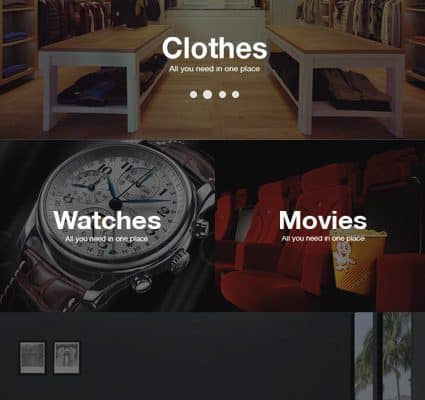 Clothes
All you need in one place
Watches
All you need in one place
Movies
All you need in one place